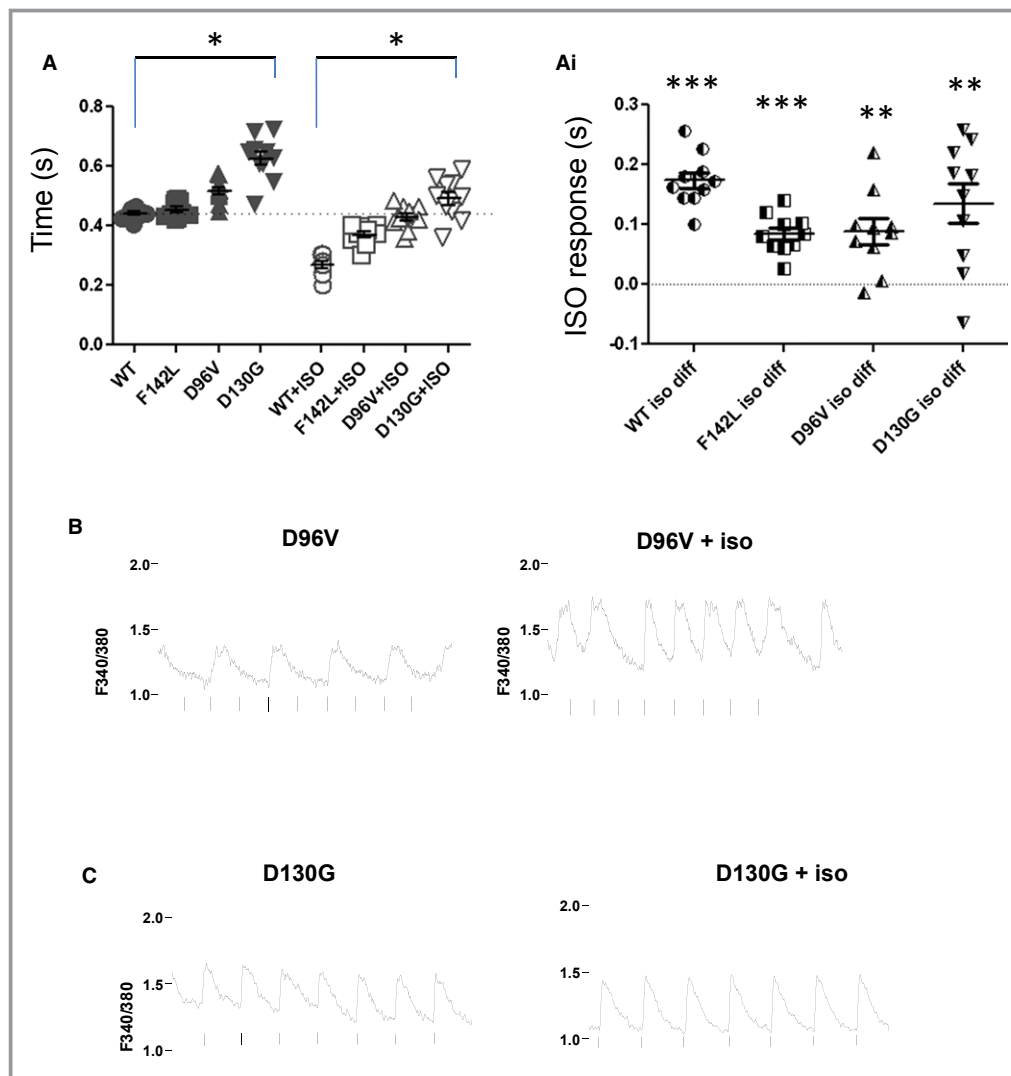 A
*
*
Time (s)
0.8
0.6
0.4
0.2
0.0
WT
F142L
D96V
D130G
WT+ISO
F142L+ISO
D96V+ISO
D130G+ISO
Ai
***
***
**
**
ISO response (s)
0.3
0.2
0.1
0.0
-0.1
WT iso diff
F142L iso diff
D96V iso diff
D130G iso diff
B
D96V
F340/380
2.0
1.5
1.0
D96V + iso
F340/380
2.0
1.5
1.0
C
D130G
F340/380
2.0
1.5
1.0
D130G + iso
2.0
1.5
1.0